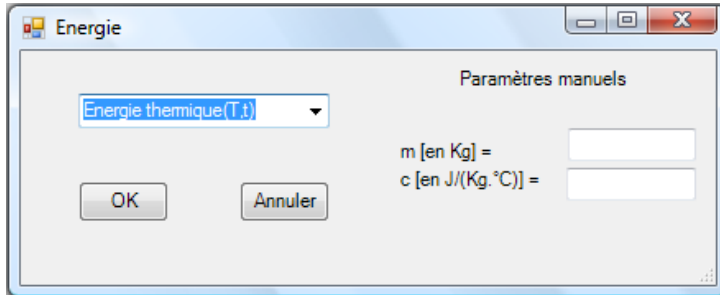 Energie
Paramètres manuels
Energie thermique(T,t)
m [en Kg] =
c [en J/(Kg.°C)] =
OK
Annuler